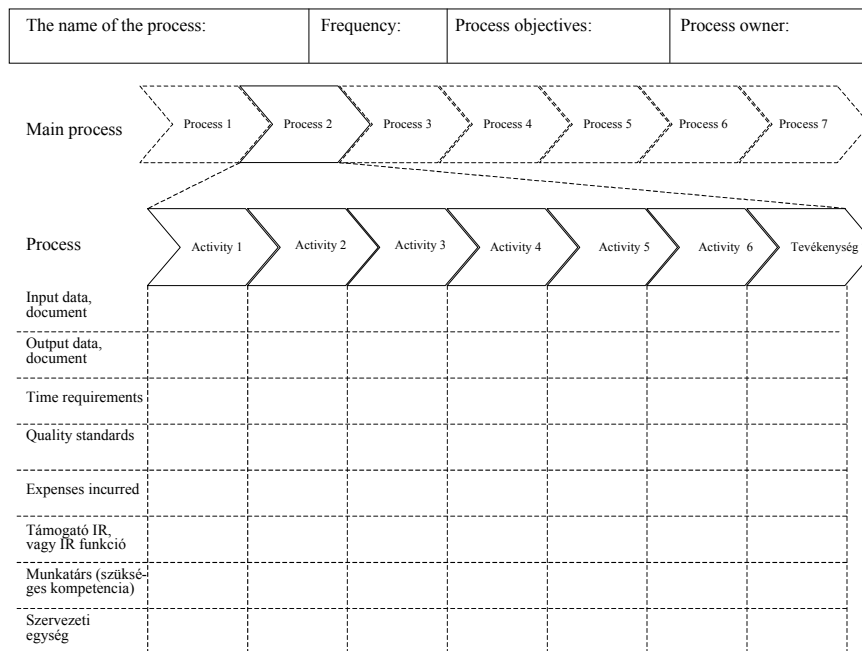 The name of the process:
Frequency:
Process objectives:
Process owner:
Main process
Process 1
Process 2
Process 3
Process 4
Process 5
Process 6
Process 7
Process
Activity 1
Activity 2
Activity 3
Activity 4
Activity 5
Activity 6
Tevékenység
Input data,
document
Output data,
document
Time requirements
Quality standards
Expenses incurred
Támogató IR,
vagy IR funkció
Munkatárs (szüksé-
ges kompetencia)
Szervezeti
egység